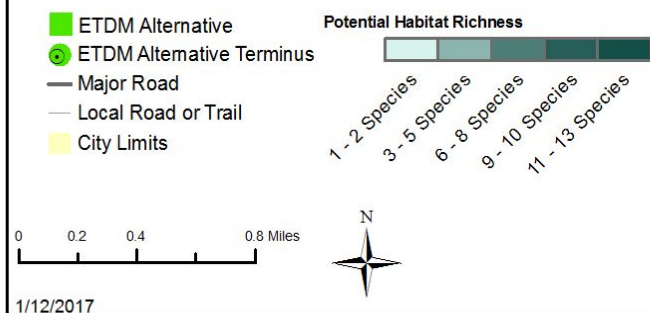 ETDM Alternative
ETDM Alternative Terminus
Major Road
Local Road or Trail
City Limits
Potential Habitat Richness
1 - 2 Species
3 - 5 Species
6 - 8 Species
9 - 10 Species
11 - 13 Species
0 0.2 0.4 0.8 Miles
N
1/12/2017